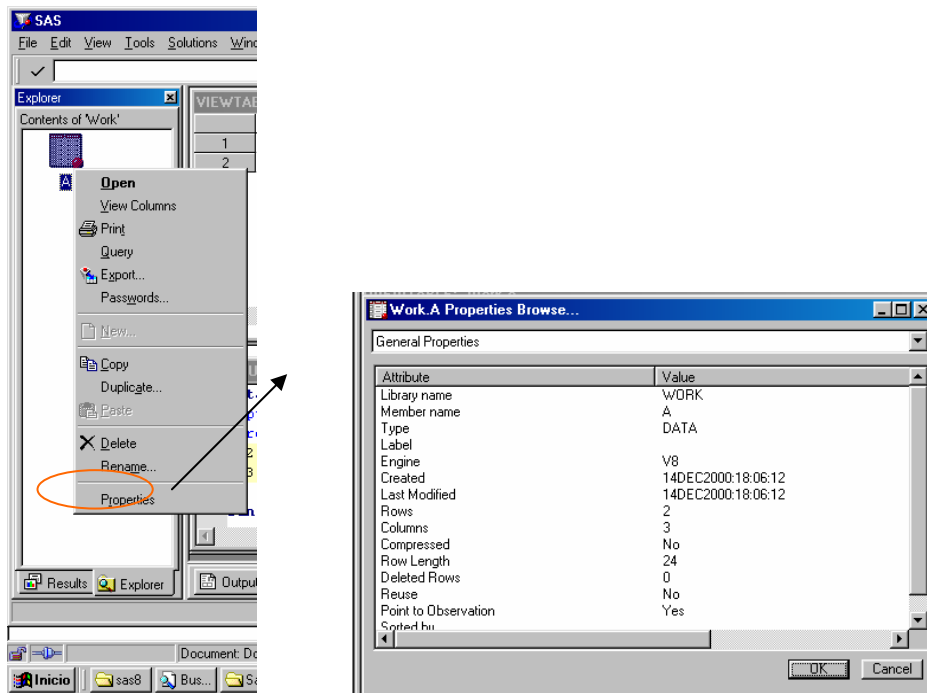 SAS
File Edit View Tools Solutions
Explorer
VIEWTAB
Contents of 'Work'
1
2
A
Open
View Columns
Print
Query
Export...
Passwords...
New...
Copy
Duplicate...
Paste
Delete
2
Rename...
3
Properties
Results Explorer Output
Document:
Inicio sas8 Bus...
Work.A Properties Browse...
General Properties
Attribute Value
Library name WORK
Member name A
Type DATA
Label
Engine V8
Created 14DEC2000:18:06:12
Last Modified 14DEC2000:18:06:12
Rows 2
Columns 3
Compressed No
Row Length 24
Deleted Rows 0
Reuse No
Point to Observation Yes
Sorted by
OK Cancel